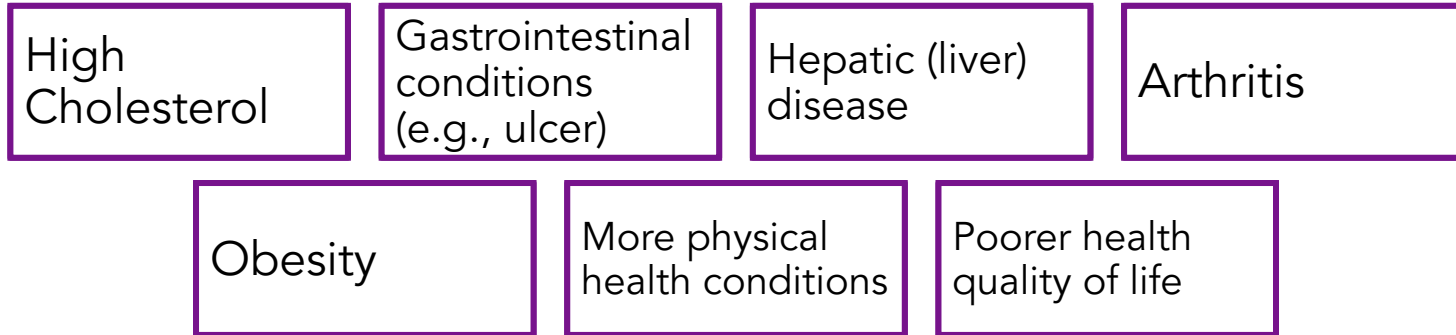 High
Cholesterol
Gastrointestinal
conditions
(e.g., ulcer)
Hepatic (liver)
disease
Arthritis
Obesity
More physical
health conditions
Poorer health
quality of life